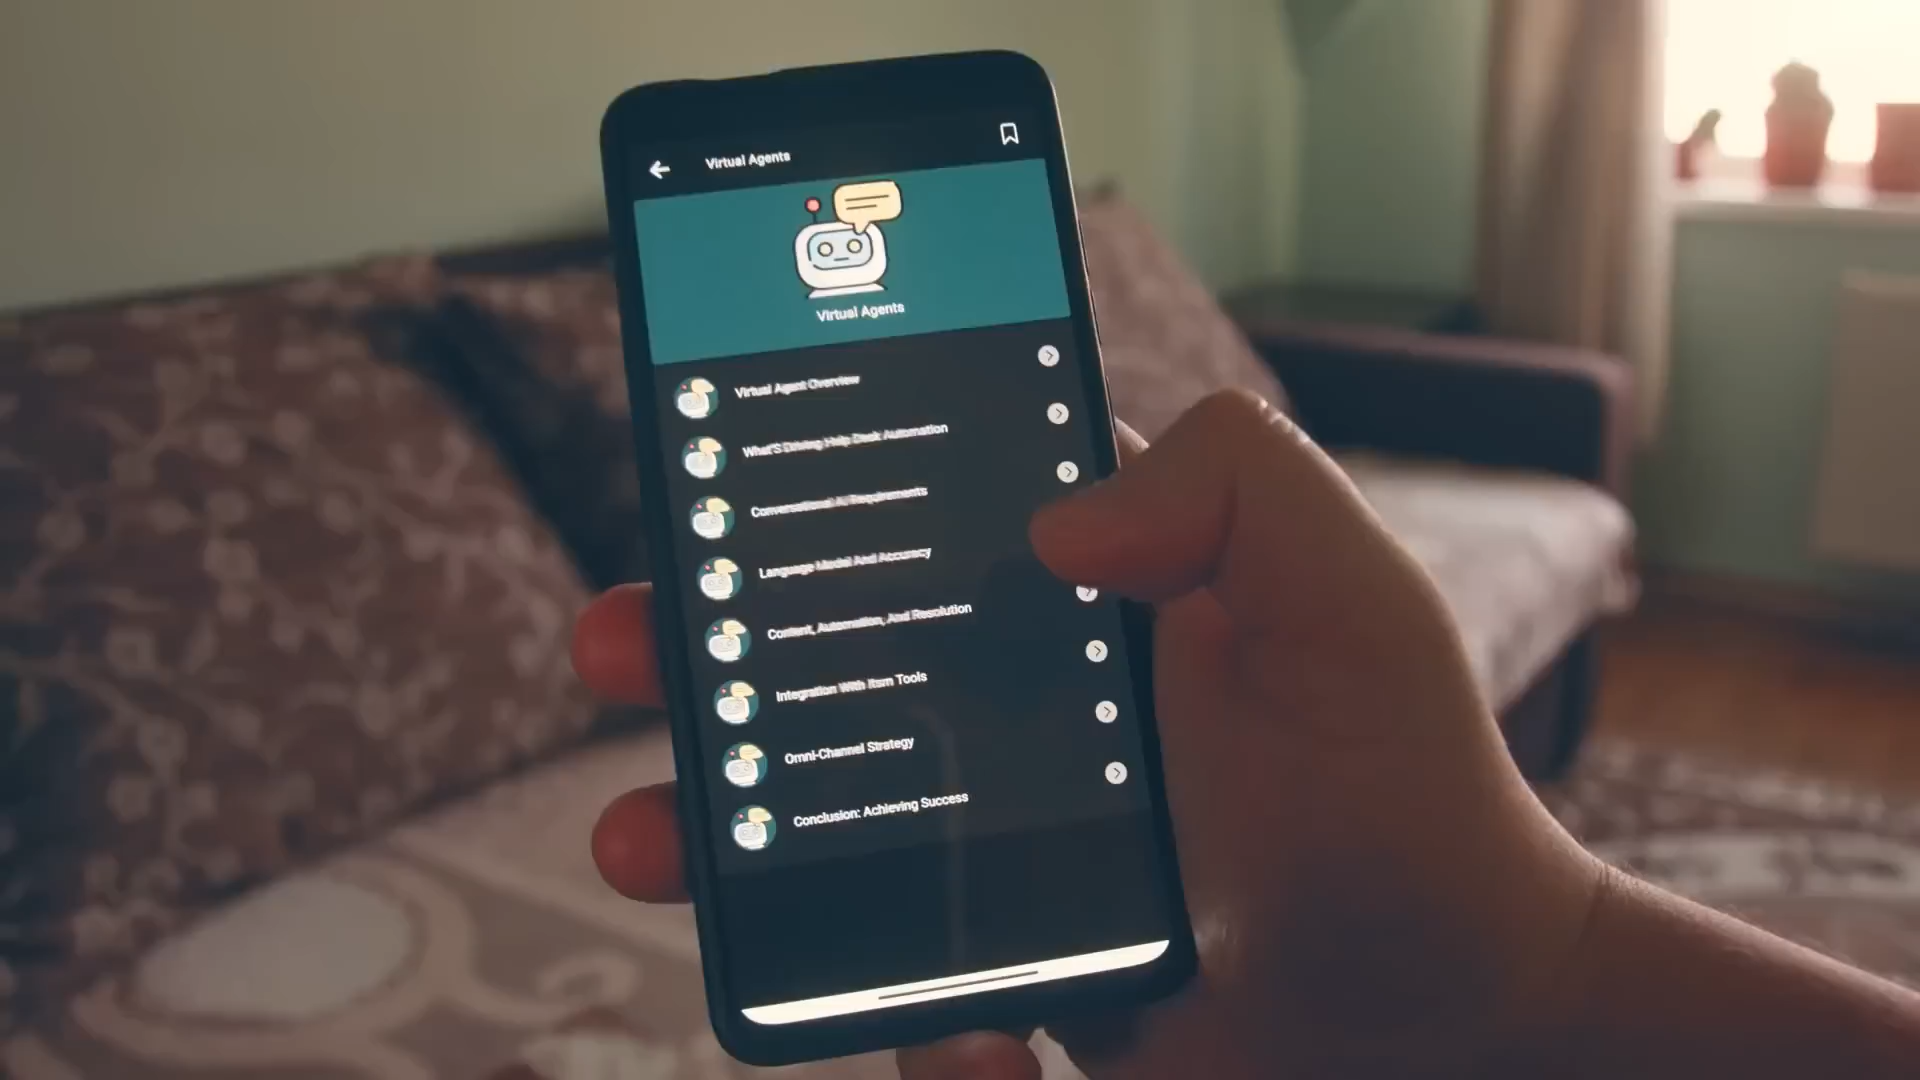 Virtual Agents
Virtual Agents
Virtual Agent Overview
What'S Driving Help Desk Automation
Conversational Ai Requirements
Language Model And Accuracy
Content, Automation, And Resolution
Integration With Itsm Tools
Omni-Channel Strategy
Conclusion: Achieving Success